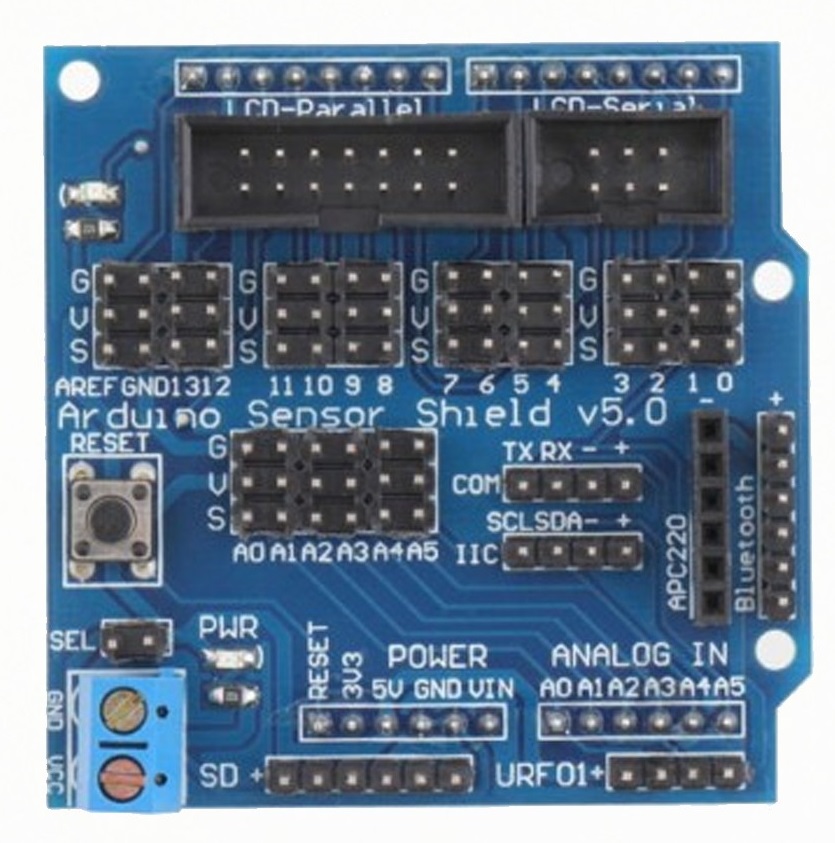 LCD-Parallel LCD-Serial
G G G G
V V V V
S S S S
AREF GND 13 12 11 10 9 8 7 6 5 4 3 2 1 0
Arduino Sensor Shield v5.0 - +
RESET
G
V
S
A0 A1 A2 A3 A4 A5
TX RX - +
COM
SCL SDA - +
IIC
APC220
Bluetooth
SEL
PWR
GND
VCC
RESET
3V3
POWER
5V GND VIN
ANALOG IN
A0 A1 A2 A3 A4 A5
SD +
URF01+